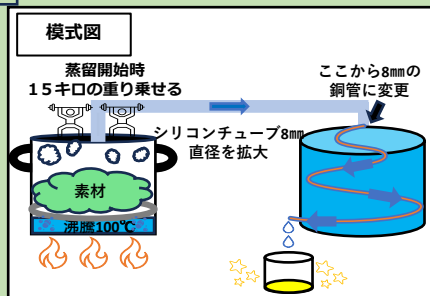 模式図
蒸留開始時
15キロの重り乗せる
ここから8㎜の
銅管に変更
シリコンチューブ8㎜
直径を拡大
素材
沸騰100℃